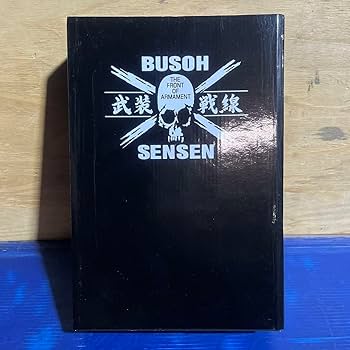 BUSOH
THE
FRONT
OF
ARMAMENT
武装 戦線
SENSEN